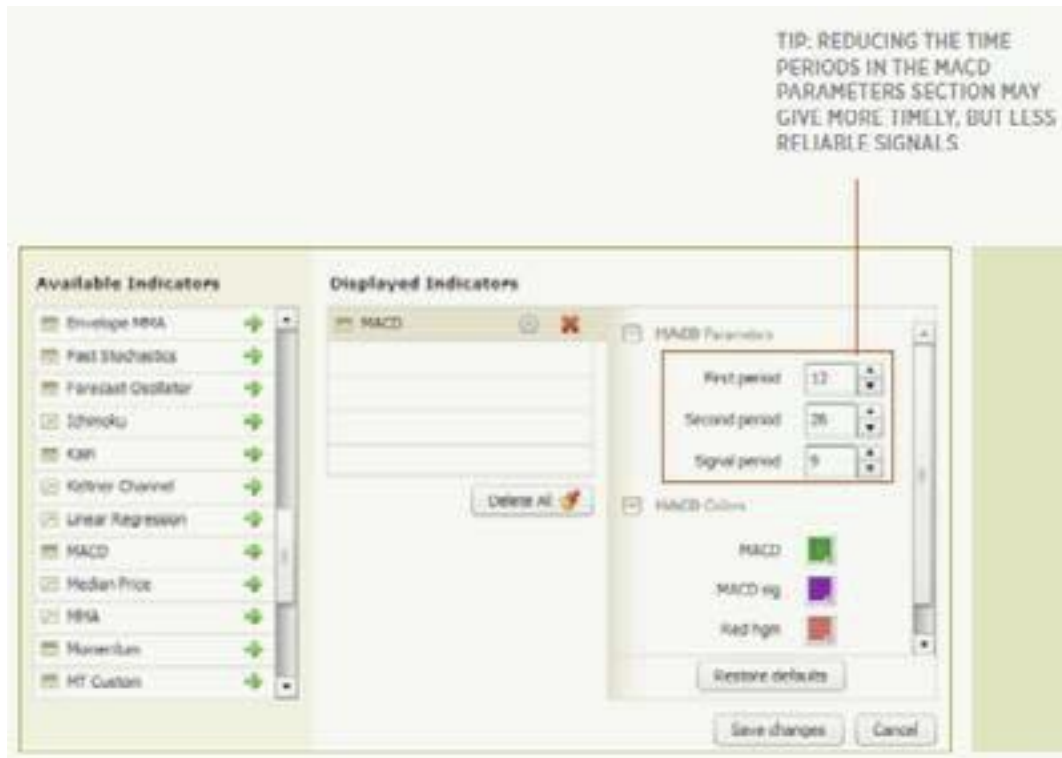 TIP: REDUCING THE TIME
PERIODS IN THE MACD
PARAMETERS SECTION MAY
GIVE MORE TIMELY, BUT LESS
RELIABLE SIGNALS
Available Indicators
Envelope MMA
Fast Stochastics
Forecast Oscillator
Ichimoku
Kairi
Keltner Channel
Linear Regression
MACD
Median Price
MMA
Momentum
MT Custom
Displayed Indicators
MACD
Delete All
MACD Parameters
First period 12
Second period 26
Signal period 9
MACD Colors
MACD
MACD sig
Red hgm
Restore defaults
Save changes
Cancel